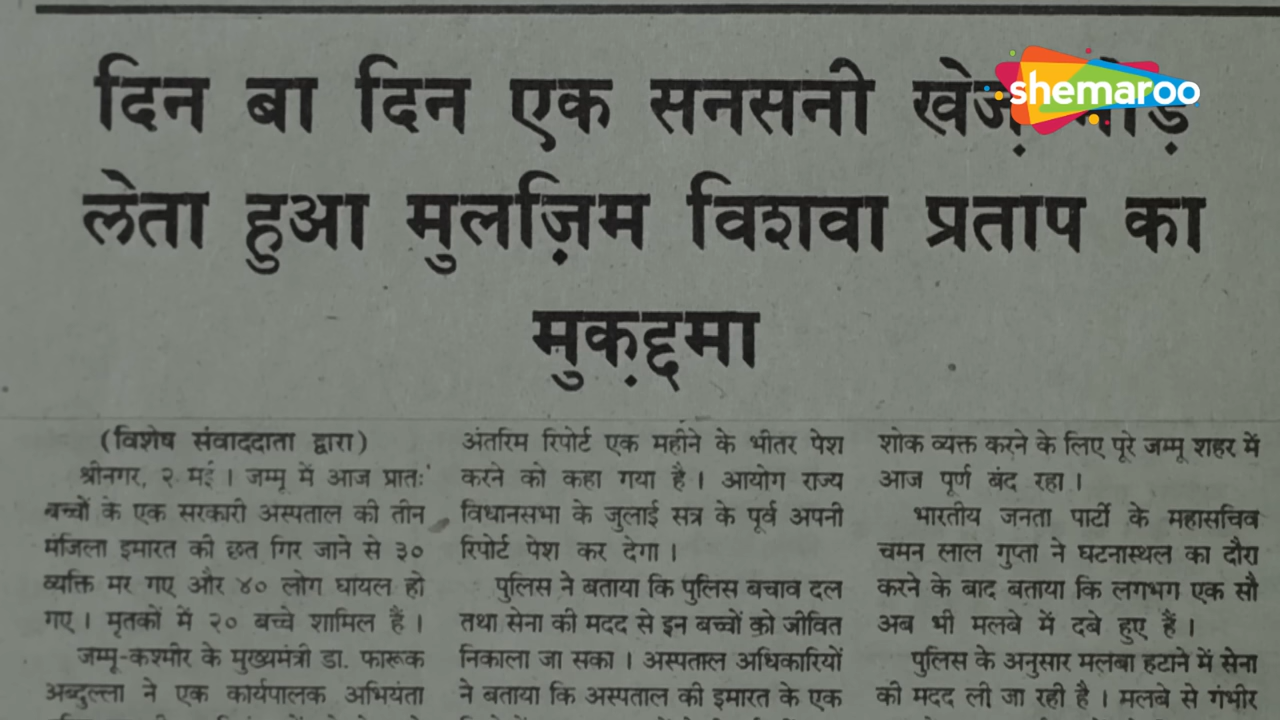 shemaroo
दिन बा दिन एक सनसनी खेज़
लेता हुआ मुलज़िम विशवा प्रताप का
मुक़द्दमा
(विशेष संवाददाता द्वारा)
श्रीनगर, २ मई । जम्मू में आज प्रातः
बच्चों के एक सरकारी अस्पताल की तीन
मंजिला इमारत की छत गिर जाने से ३०
व्यक्ति मर गए और ४० लोग घायल हो
गए । मृतकों में २० बच्चे शामिल हैं ।
जम्मू-कश्मीर के मुख्यमंत्री डा. फारूक
अब्दुल्ला ने एक कार्यपालक अभियंता
अंतरिम रिपोर्ट एक महीने के भीतर पेश
करने को कहा गया है । आयोग राज्य
विधानसभा के जुलाई सत्र के पूर्व अपनी
रिपोर्ट पेश कर देगा ।
पुलिस ने बताया कि पुलिस बचाव दल
तथा सेना की मदद से इन बच्चों को जीवित
निकाला जा सका । अस्पताल अधिकारियों
ने बताया कि अस्पताल की इमारत के एक
शोक व्यक्त करने के लिए पूरे जम्मू शहर में
आज पूर्ण बंद रहा ।
भारतीय जनता पार्टी के महासचिव
चमन लाल गुप्ता ने घटनास्थल का दौरा
करने के बाद बताया कि लगभग एक सौ
अब भी मलबे में दबे हुए हैं ।
पुलिस के अनुसार मलबा हटाने में सेना
की मदद ली जा रही है । मलबे से गंभीर